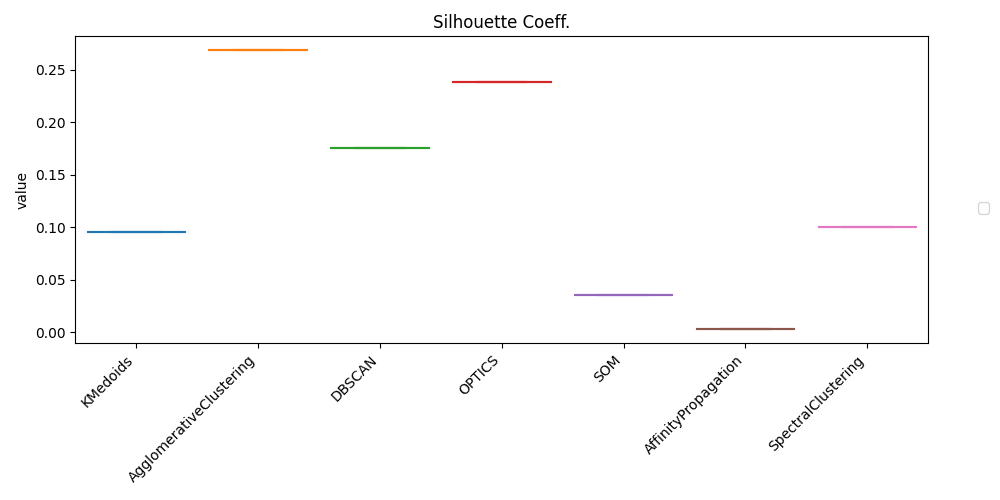 Silhouette Coeff.
value
0.25
0.20
0.15
0.10
0.05
0.00
KMedoids
AgglomerativeClustering
DBSCAN
OPTICS
SOM
AffinityPropagation
SpectralClustering